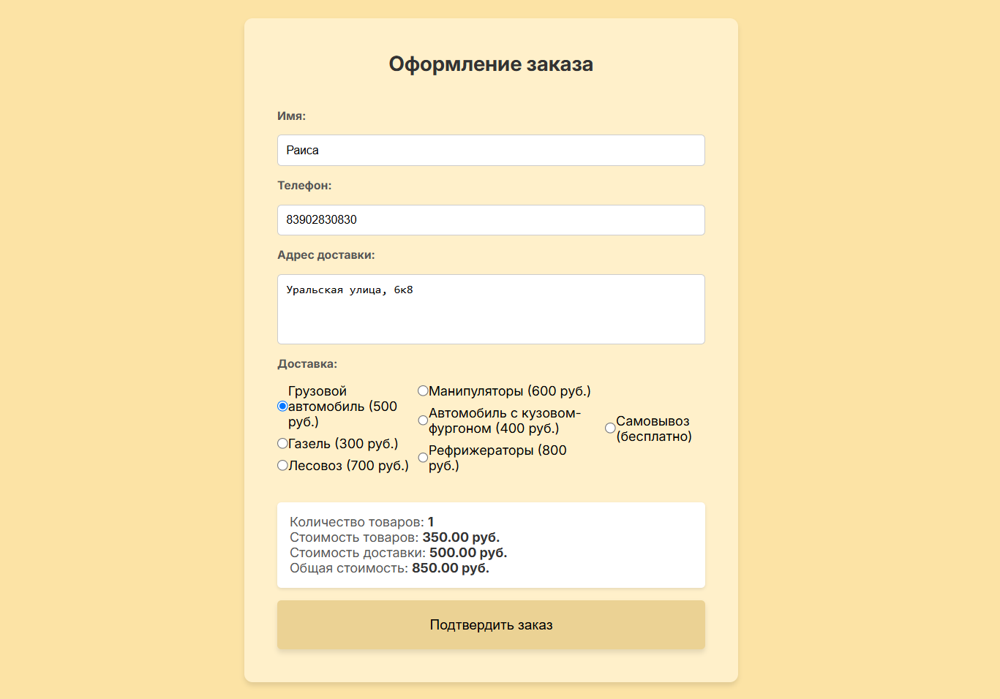 Оформление заказа
Имя:
Раиса
Телефон:
83902830830
Адрес доставки:
Уральская улица, 6к8
Доставка:
Грузовой
автомобиль (500
руб.)
Газель (300 руб.)
Лесовоз (700 руб.)
Манипуляторы (600 руб.)
Автомобиль с кузовом-
фургоном (400 руб.)
Рефрижераторы (800
руб.)
Самовывоз
(бесплатно)
Количество товаров: 1
Стоимость товаров: 350.00 руб.
Стоимость доставки: 500.00 руб.
Общая стоимость: 850.00 руб.
Подтвердить заказ